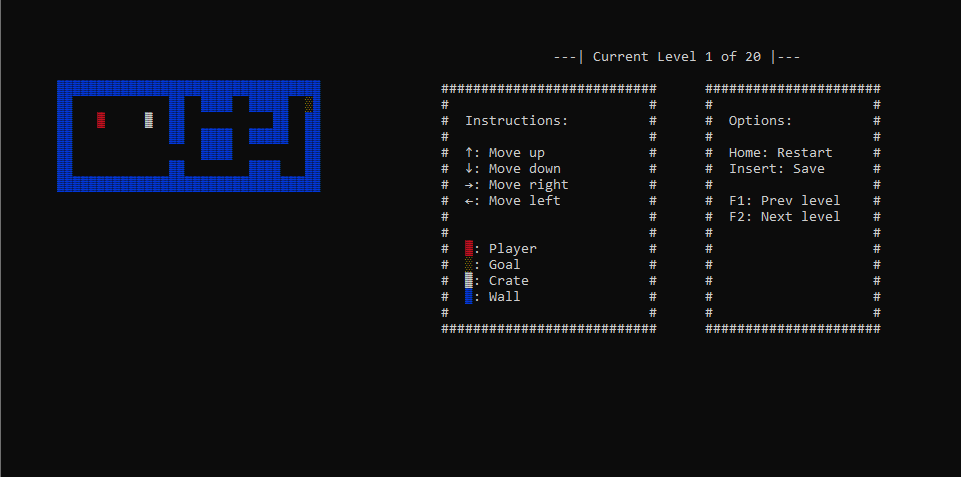 ---| Current Level 1 of 20 |---
Instructions:
↑: Move up
↓: Move down
→: Move right
←: Move left
: Player
: Goal
: Crate
: Wall
Options:
Home: Restart
Insert: Save
F1: Prev level
F2: Next level